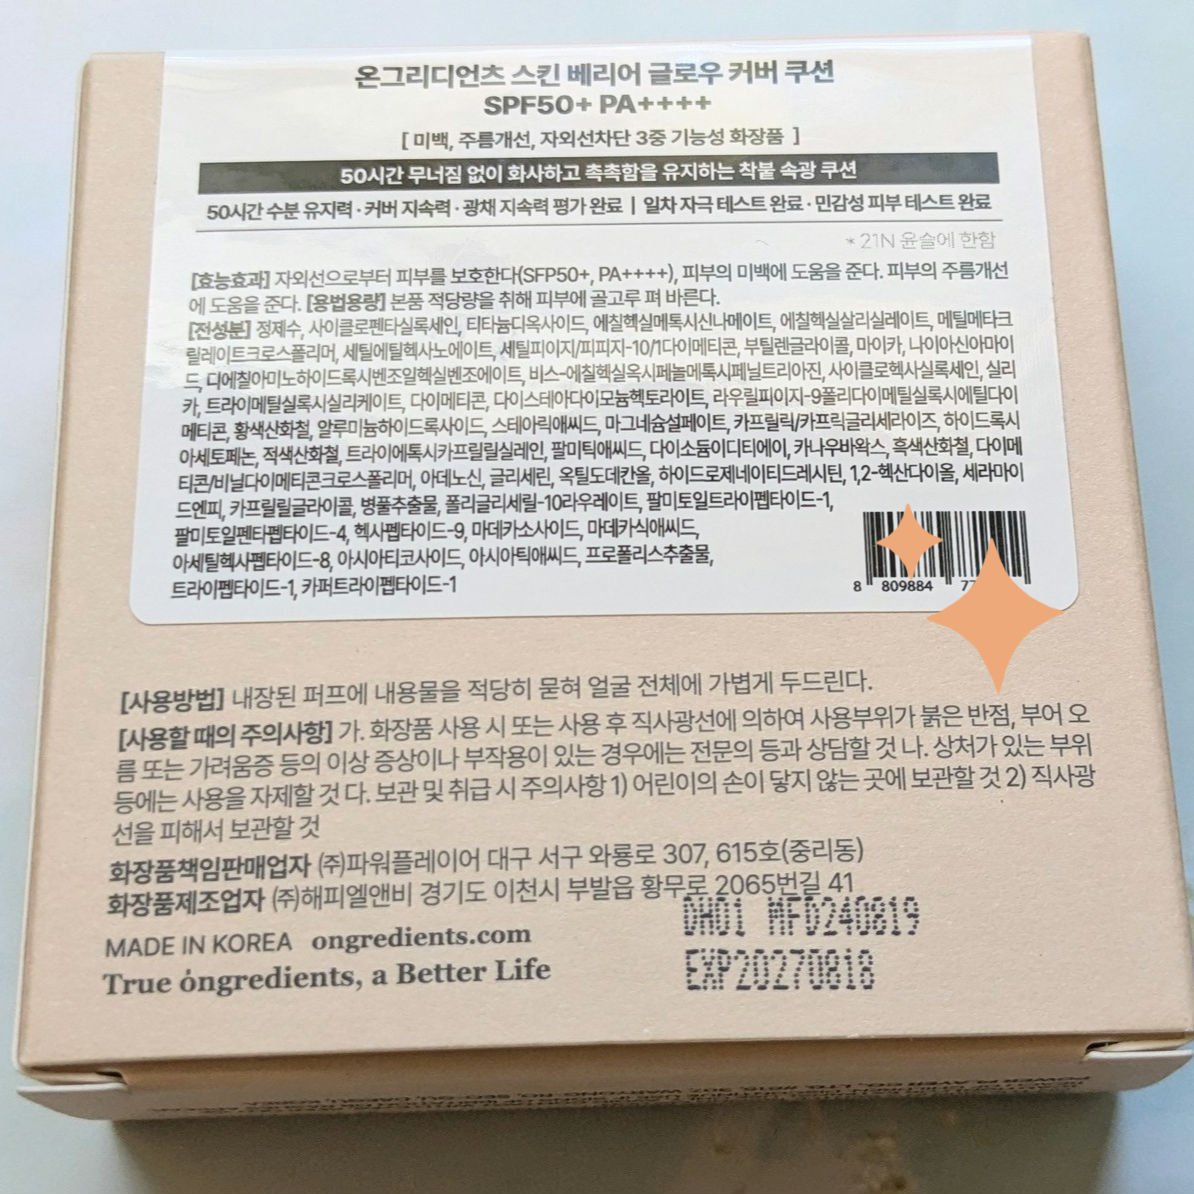 온그리디언츠 스킨 베리어 글로우 커버 쿠션
SPF50+ PA++++
[ 미백, 주름개선, 자외선차단 3중 기능성 화장품 ]
50시간 무너짐 없이 화사하고 촉촉함을 유지하는 착붙 속광 쿠션
50시간 수분 유지력 · 커버 지속력 · 광채 지속력 평가 완료 | 일차 자극 테스트 완료 · 민감성 피부 테스트 완료
* 21N 윤슬에 한함
[효능효과] 자외선으로부터 피부를 보호한다(SFP50+, PA++++), 피부의 미백에 도움을 준다. 피부의 주름개선
에 도움을 준다. [용법용량] 본품 적당량을 취해 피부에 골고루 펴 바른다.
[전성분] 정제수, 사이클로펜타실록세인, 티타늄디옥사이드, 에칠헥실메톡시신나메이트, 에칠헥실살리실레이트, 메틸메타크
릴레이트크로스폴리머, 세틸에틸헥사노에이트, 세틸피이지/피피지-10/1다이메티콘, 부틸렌글라이콜, 마이카, 나이아신아마이
드, 디에칠아미노하이드록시벤조일헥실벤조에이트, 비스-에칠헥실옥시페놀메톡시페닐트리아진, 사이클로헥사실록세인, 실리
카, 트라이메틸실록시실리케이트, 다이메티콘, 다이스테아다이모늄헥토라이트, 라우릴피이지-9폴리다이메틸실록시에틸다이
메티콘, 황색산화철, 알루미늄하이드록사이드, 스테아릭애씨드, 마그네슘설페이트, 카프릴릭/카프릭글리세라이즈, 하이드록시
아세토페논, 적색산화철, 트라이에톡시카프릴릴실레인, 팔미틱애씨드, 다이소듐이디티에이, 카나우바왁스, 흑색산화철, 다이메
티콘/비닐다이메티콘크로스폴리머, 아데노신, 글리세린, 옥틸도데칸올, 하이드로제네이티드레시틴, 1,2-헥산다이올, 세라마이
드엔피, 카프릴릴글라이콜, 병풀추출물, 폴리글리세릴-10라우레이트, 팔미토일트라이펩타이드-1,
팔미토일펜타펩타이드-4, 헥사펩타이드-9, 마데카소사이드, 마데카식애씨드,
아세틸헥사펩타이드-8, 아시아티코사이드, 아시아틱애씨드, 프로폴리스추출물,
트라이펩타이드-1, 카퍼트라이펩타이드-1
8 809884 77
[사용방법] 내장된 퍼프에 내용물을 적당히 묻혀 얼굴 전체에 가볍게 두드린다.
[사용할 때의 주의사항] 가. 화장품 사용 시 또는 사용 후 직사광선에 의하여 사용부위가 붉은 반점, 부어 오
름 또는 가려움증 등의 이상 증상이나 부작용이 있는 경우에는 전문의 등과 상담할 것 나. 상처가 있는 부위
등에는 사용을 자제할 것 다. 보관 및 취급 시 주의사항 1) 어린이의 손이 닿지 않는 곳에 보관할 것 2) 직사광
선을 피해서 보관할 것
화장품책임판매업자 (주)파워플레이어 대구 서구 와룡로 307, 615호(중리동)
화장품제조업자 (주)해피엘앤비 경기도 이천시 부발읍 황무로 2065번길 41
DH01 MFD240819
MADE IN KOREA ongredients.com
EXP20270818
True ongredients, a Better Life